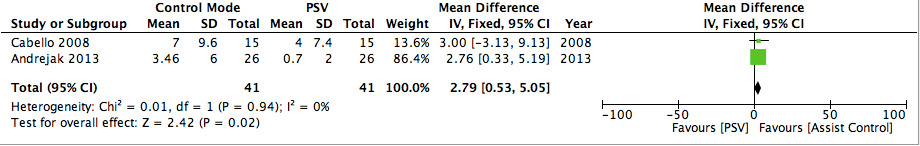 Control Mode PSV Mean Difference Mean Difference
Study or Subgroup Mean SD Total Mean SD Total Weight IV, Fixed, 95% CI Year IV, Fixed, 95% CI
Cabello 2008 7 9.6 15 4 7.4 15 13.6% 3.00 [-3.13, 9.13] 2008
Andrejak 2013 3.46 6 26 0.7 2 26 86.4% 2.76 [0.33, 5.19] 2013
Total (95% CI) 41 41 100.0% 2.79 [0.53, 5.05]
Heterogeneity: Chi² = 0.01, df = 1 (P = 0.94); I² = 0%
Test for overall effect: Z = 2.42 (P = 0.02)
-100 -50 0 50 100
Favours [PSV] Favours [Assist Control]